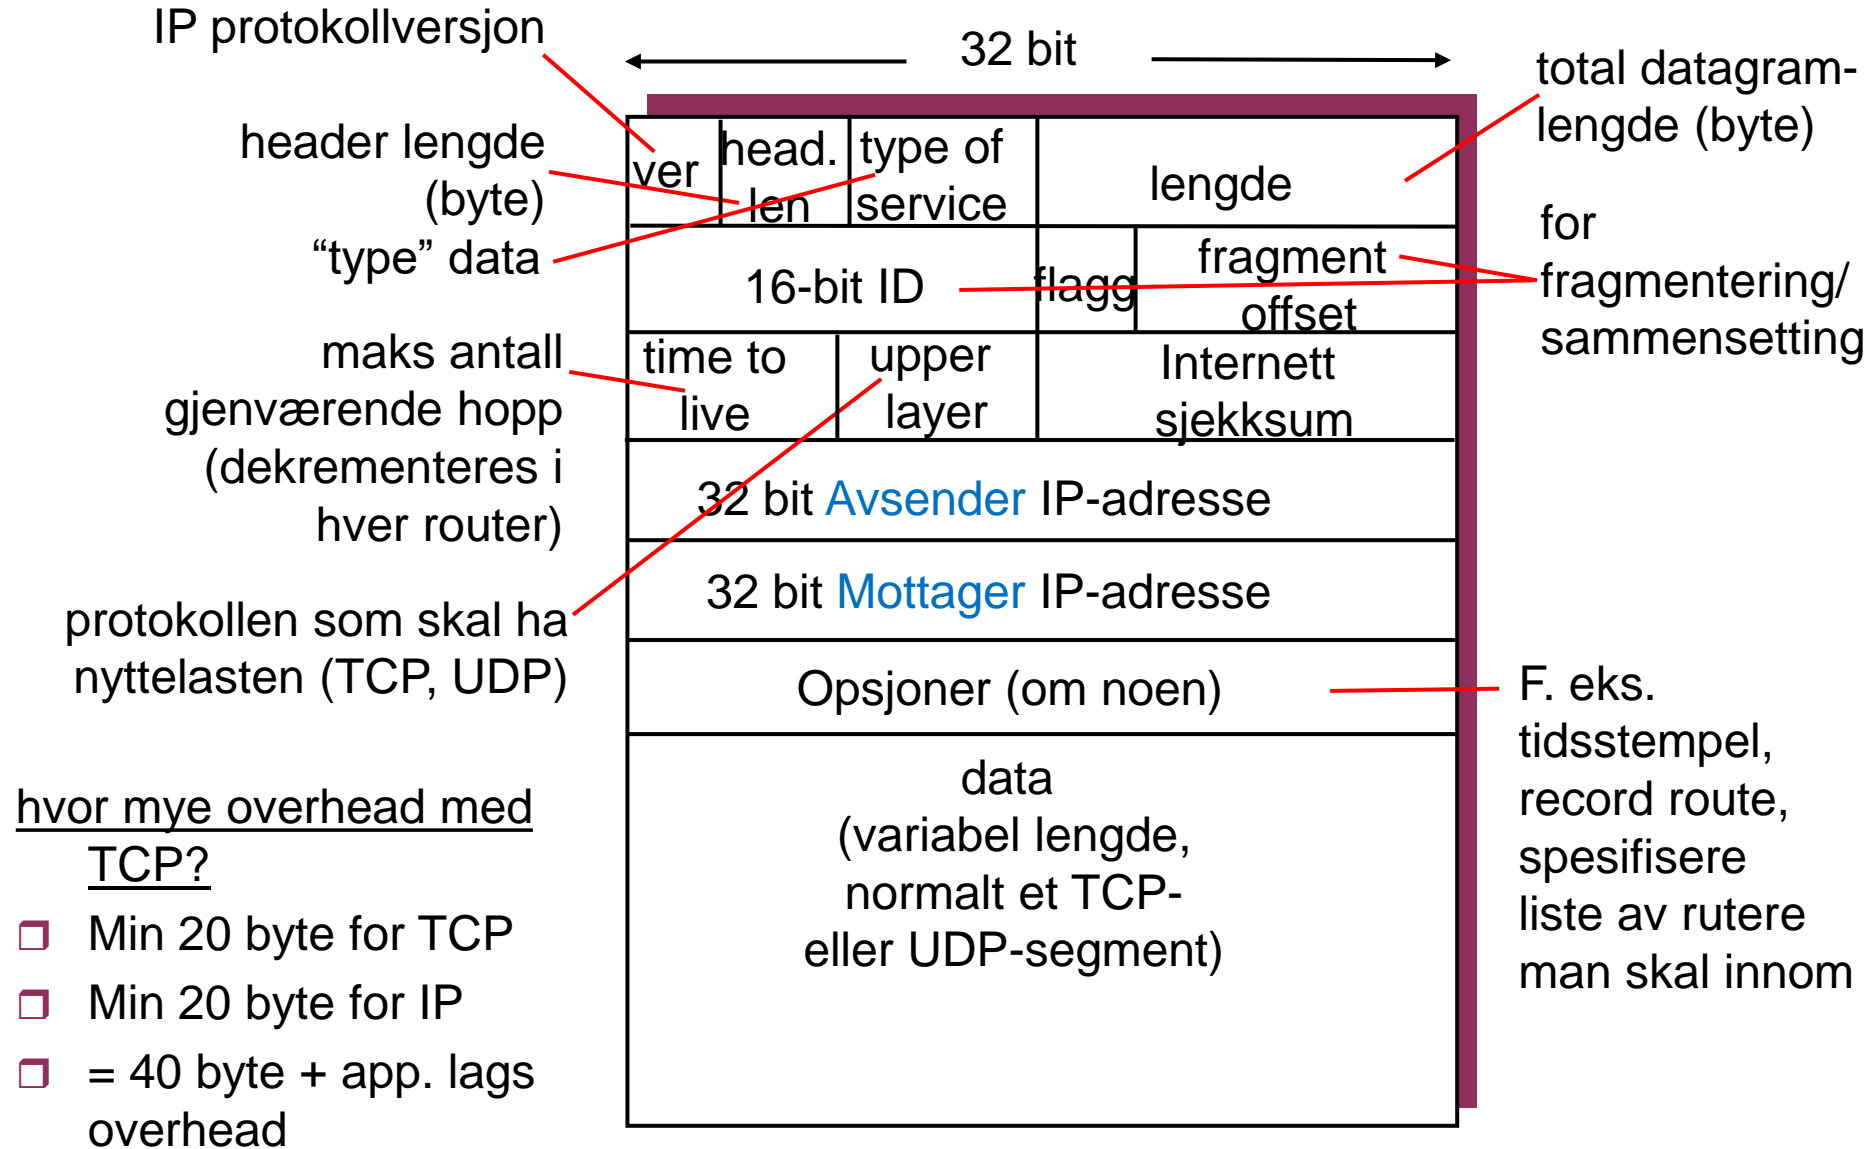 IP protokollversjon
32 bit
total datagram-
lengde (byte)
header lengde
(byte)
“type” data
ver
head.
len
type of
service
lengde
for
fragmentering/
sammensetting
16-bit ID
flagg
fragment
offset
maks antall
gjenværende hopp
(dekrementeres i
hver router)
time to
live
upper
layer
Internett
sjekksum
32 bit Avsender IP-adresse
32 bit Mottager IP-adresse
protokollen som skal ha
nyttelasten (TCP, UDP)
Opsjoner (om noen)
F. eks.
tidsstempel,
record route,
spesifisere
liste av rutere
man skal innom
data
(variabel lengde,
normalt et TCP-
eller UDP-segment)
hvor mye overhead med
TCP?
Min 20 byte for TCP
Min 20 byte for IP
= 40 byte + app. lags
overhead